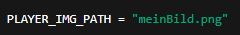 PLAYER_IMG_PATH = "meinBild.png"